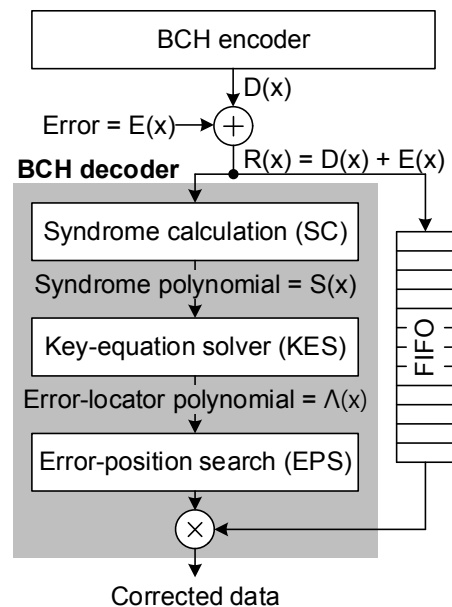 BCH encoder
D(x)
Error = E(x)
+
R(x) = D(x) + E(x)
BCH decoder
Syndrome calculation (SC)
Syndrome polynomial = S(x)
Key-equation solver (KES)
FIFO
Error-locator polynomial = Λ(x)
Error-position search (EPS)
×
Corrected data